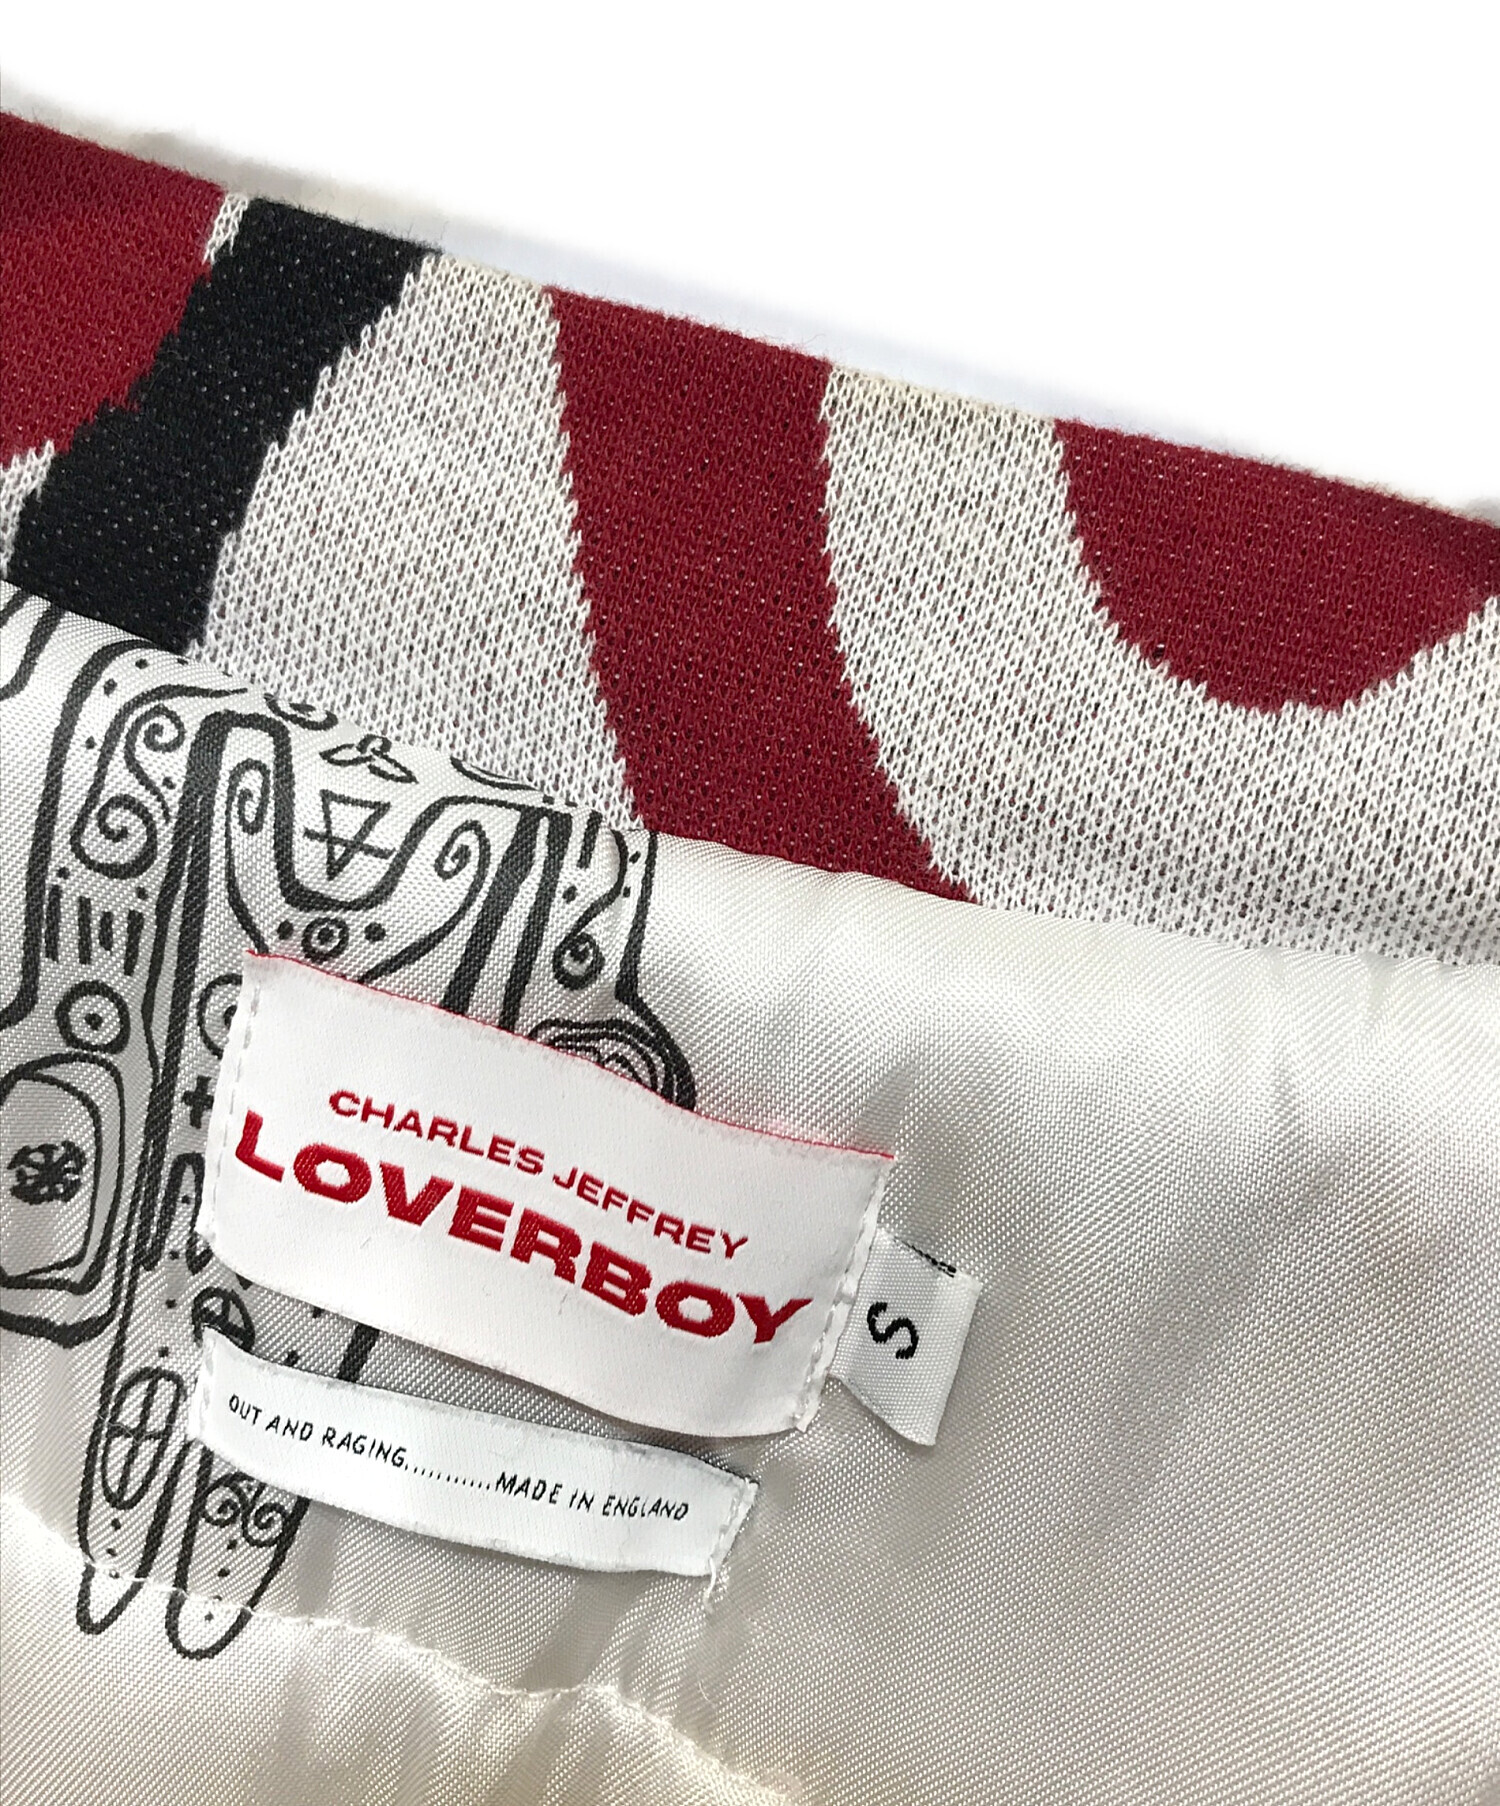 CHARLES JEFFREY
LOVERBOY
S
OUT AND RAGING...........MADE IN ENGLAND